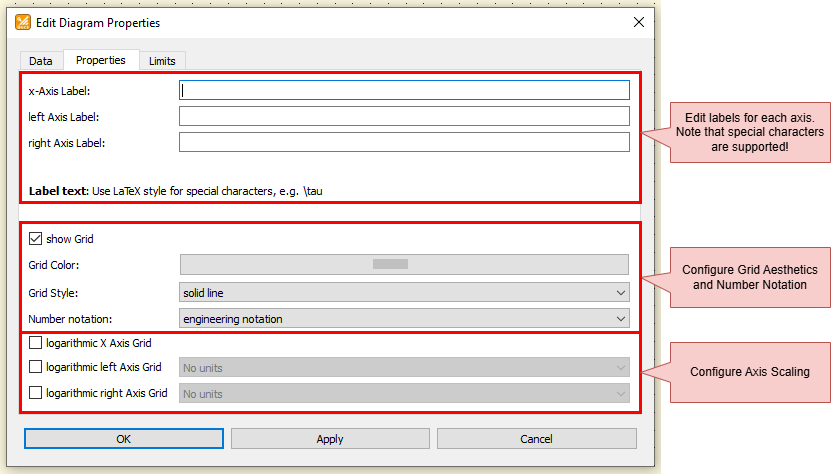 Edit Diagram Properties
Data
Properties
Limits
x-Axis Label:
left Axis Label:
right Axis Label:
Label text: Use LaTeX style for special characters, e.g. \tau
Edit labels for each axis.
Note that special characters
are supported!
show Grid
Grid Color:
Grid Style:
solid line
Number notation:
engineering notation
Configure Grid Aesthetics
and Number Notation
logarithmic X Axis Grid
logarithmic left Axis Grid
No units
logarithmic right Axis Grid
No units
Configure Axis Scaling
OK
Apply
Cancel